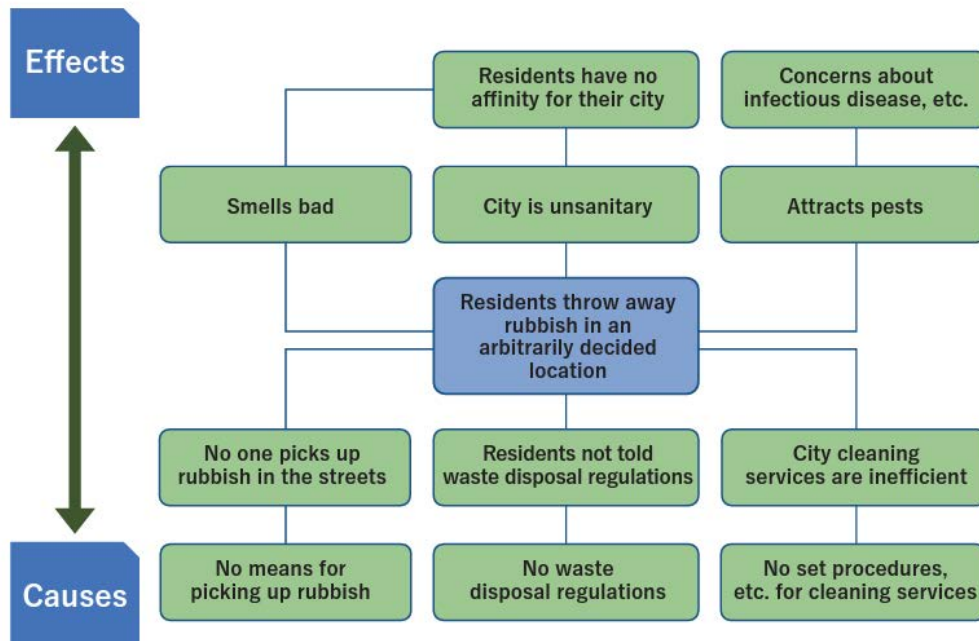 Effects
Residents have no
affinity for their city
Concerns about
infectious disease, etc.
Smells bad
City is unsanitary
Attracts pests
Residents throw away
rubbish in an
arbitrarily decided
location
No one picks up
rubbish in the streets
Residents not told
waste disposal regulations
City cleaning
services are inefficient
Causes
No means for
picking up rubbish
No waste
disposal regulations
No set procedures,
etc. for cleaning services